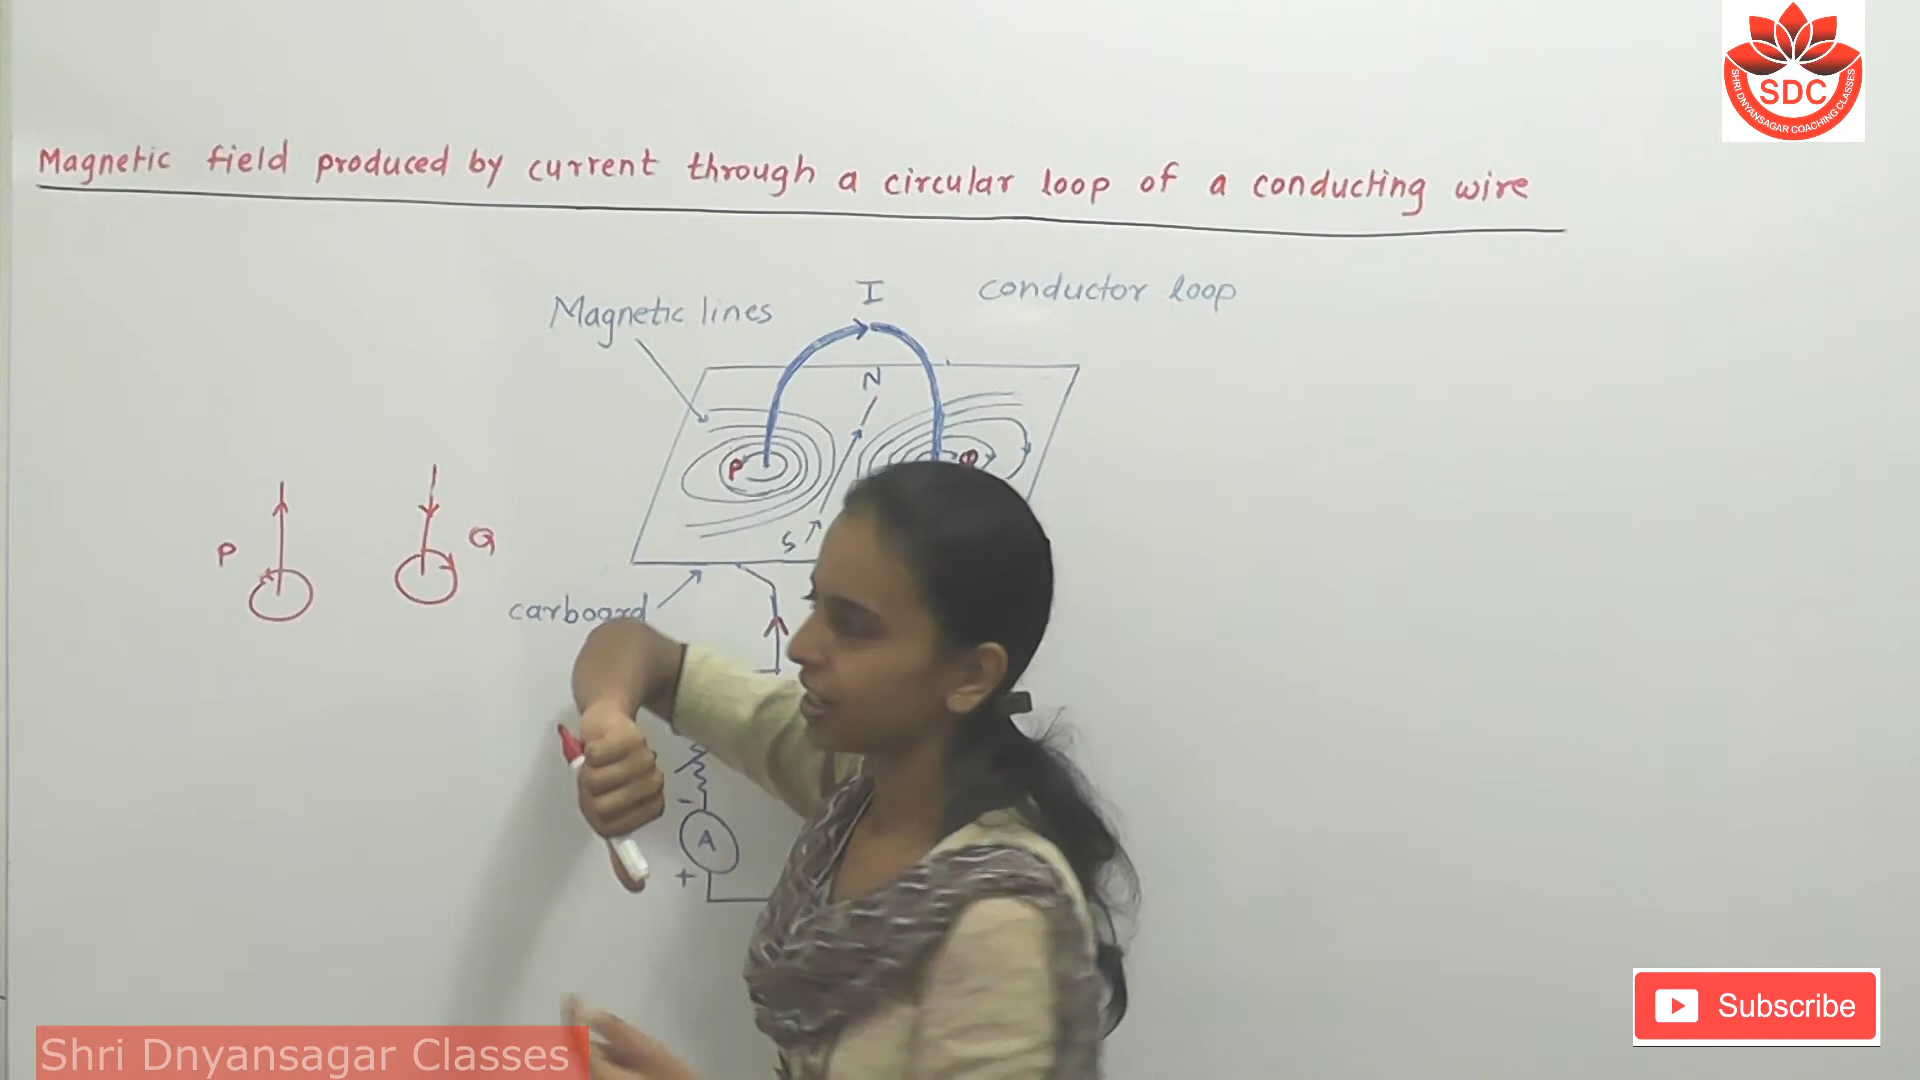 SDC
SHRI DNYANSAGAR COACHING CLASSES
Magnetic field produced by current through a circular loop of a conducting wire
I
conductor loop
Magnetic lines
N
P
Q
S
P
Q
carboard
-
A
+
Subscribe
Shri Dnyansagar Classes